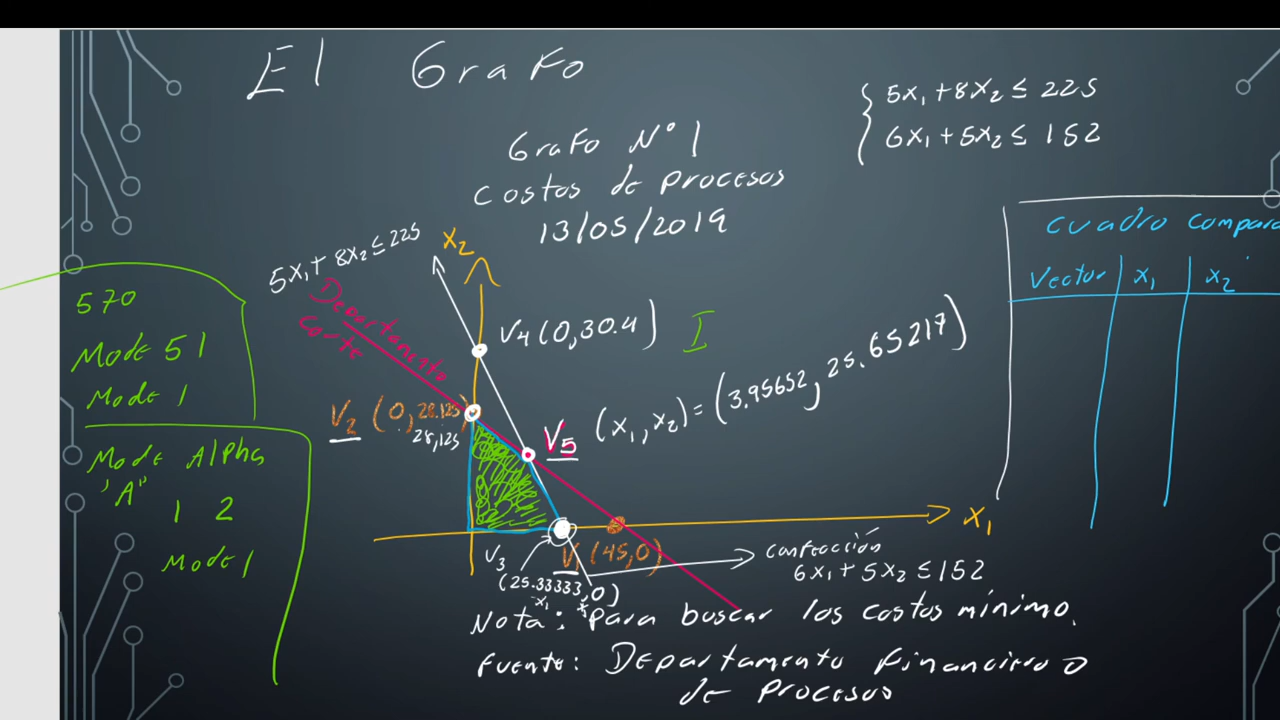 El Grafo
Grafo N° 1
Costos de Procesos
13/05/2019
{ 5x₁+8x₂ ≤ 225
6x₁+5x₂ ≤ 152
5x₁+8x₂ ≤ 225
x₂
Departamento
corte
V₄ (0,30.4)
I
V₂ (0,28.125)
28,125
V₅
(x₁,x₂)=(3.95652, 25.65217)
x₁
V₃
(25.33333,0)
x₁
V₁ (45,0)
confección
6x₁+5x₂ ≤ 152
Nota: Para buscar los costos mínimo.
Fuente: Departamento Financiero
de Procesos
570
Mode 5 1
Mode 1
Mode Alpha
"A"
1 2
Mode 1
cuadro compara
Vector x₁ x₂